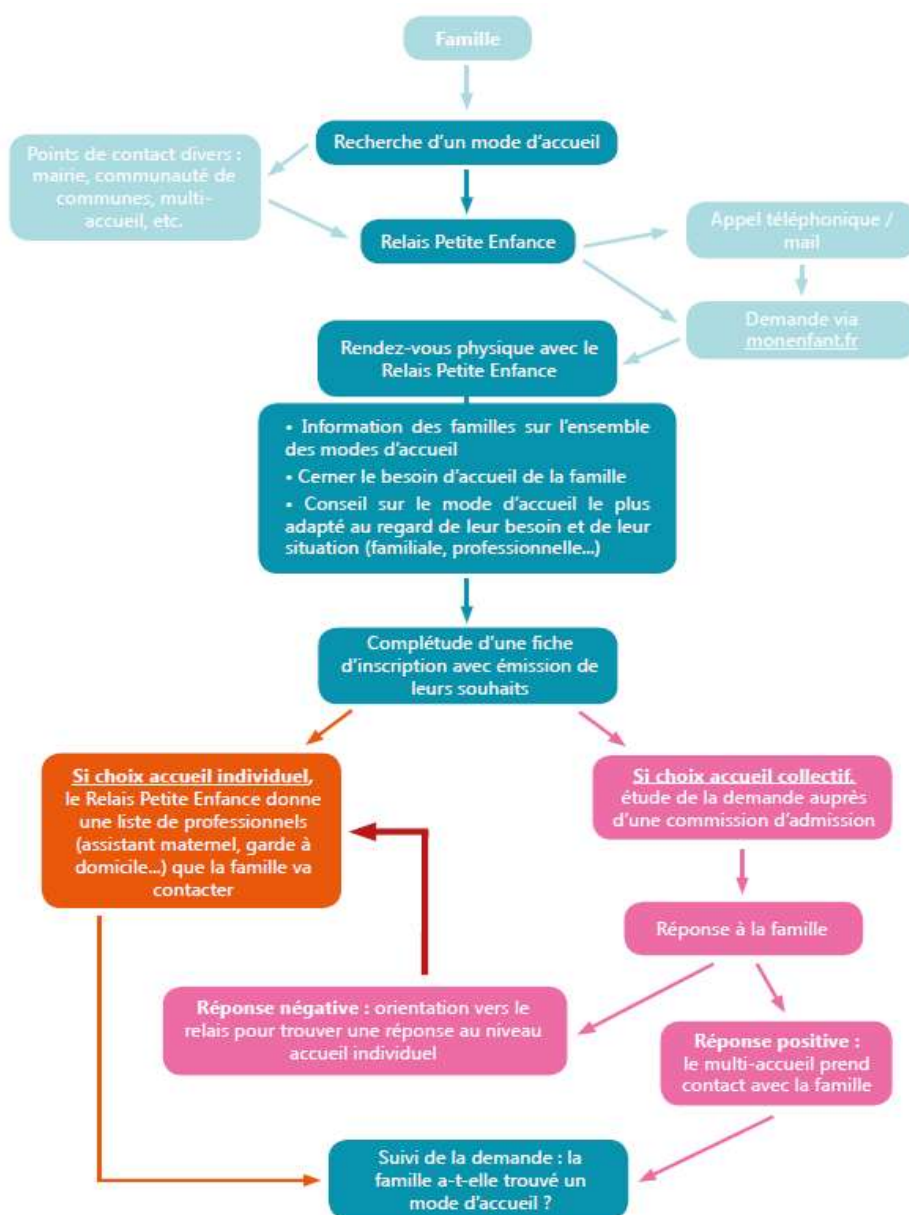 Famille
Recherche d'un mode d'accueil
Points de contact divers :
mairie, communauté de
communes, multi-
accueil, etc.
Relais Petite Enfance
Appel téléphonique /
mail
Demande via
monenfant.fr
Rendez-vous physique avec le
Relais Petite Enfance
• Information des familles sur l'ensemble
des modes d'accueil
• Cerner le besoin d'accueil de la famille
• Conseil sur le mode d'accueil le plus
adapté au regard de leur besoin et de leur
situation (familiale, professionnelle...)
Complétude d'une fiche
d'inscription avec émission de
leurs souhaits
Si choix accueil individuel,
le Relais Petite Enfance donne
une liste de professionnels
(assistant maternel, garde à
domicile...) que la famille va
contacter
Si choix accueil collectif,
étude de la demande auprès
d'une commission d'admission
Réponse à la famille
Réponse négative : orientation vers le
relais pour trouver une réponse au niveau
accueil individuel
Réponse positive :
le multi-accueil prend
contact avec la famille
Suivi de la demande : la
famille a-t-elle trouvé un
mode d'accueil ?